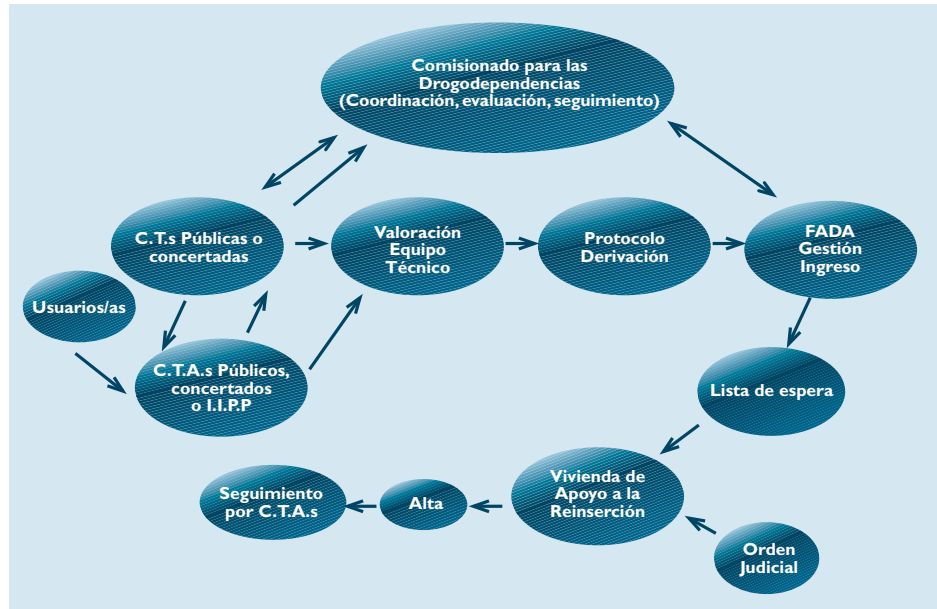 Comisionado para las
Drogodependencias
(Coordinación, evaluación, seguimiento)
C.T.s Públicas o
concertadas
Valoración
Equipo
Técnico
Protocolo
Derivación
FADA
Gestión
Ingreso
Usuarios/as
C.T.A.s Públicos,
concertados
o I.I.P.P
Lista de espera
Vivienda de
Apoyo a la
Reinserción
Alta
Seguimiento
por C.T.A.s
Orden
Judicial